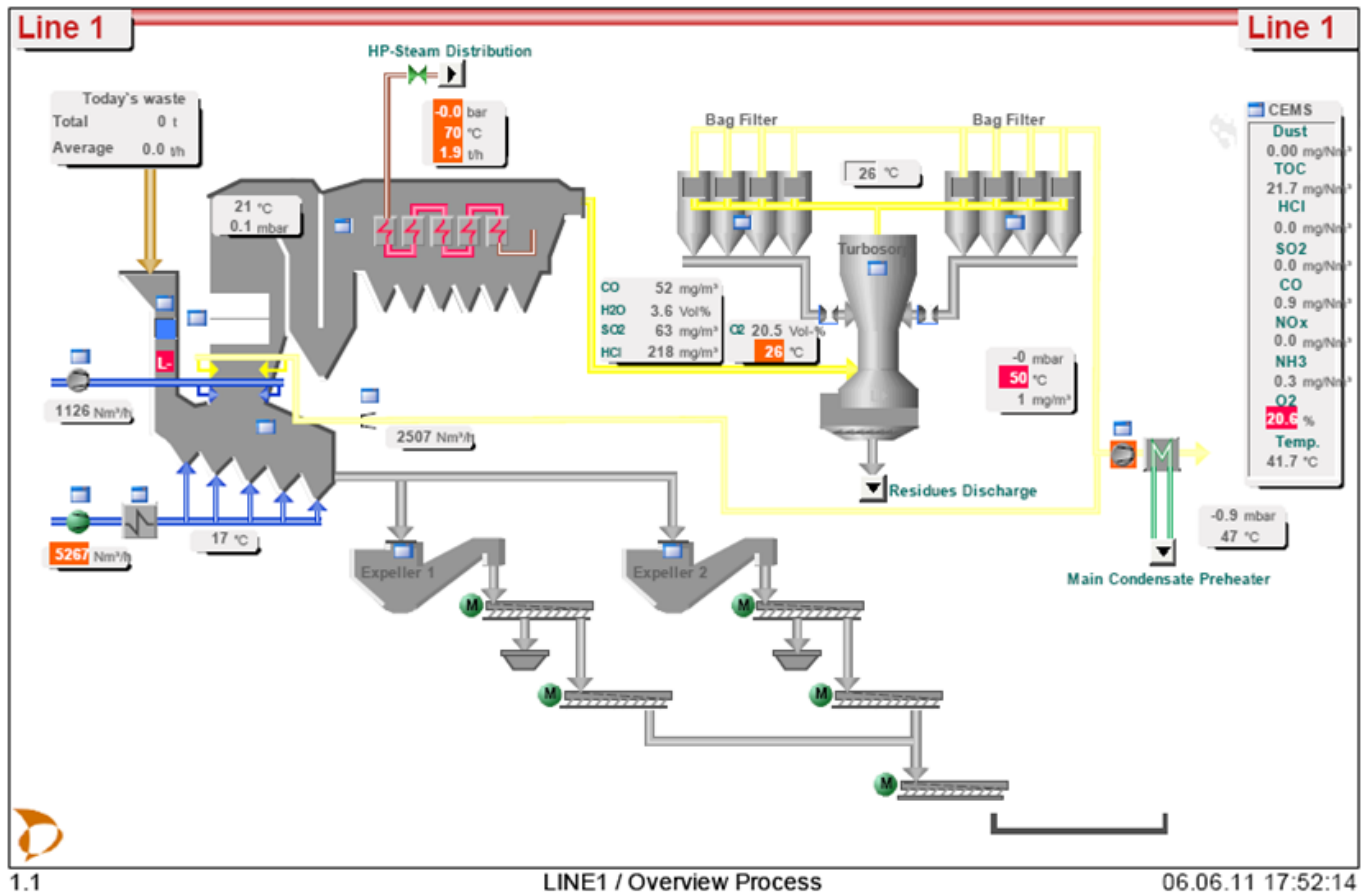 Line 1
Line 1
HP-Steam Distribution
-0.0 bar
70 °C
1.9 t/h
Today's waste
Total 0 t
Average 0.0 t/h
21 °C
0.1 mbar
Bag Filter
Bag Filter
26 °C
Turbosorp
CO 52 mg/m³
H2O 3.6 Vol%
SO2 63 mg/m³
HCl 218 mg/m³
O2 20.5 Vol-%
26 °C
-0 mbar
50 °C
1 mg/m³
CEMS
Dust
0.00 mg/Nm³
TOC
21.7 mg/Nm³
HCl
0.0 mg/Nm³
SO2
0.0 mg/Nm³
CO
0.9 mg/Nm³
NOx
0.0 mg/Nm³
NH3
0.3 mg/Nm³
O2
20.6 %
Temp.
41.7 °C
L-
1126 Nm³/h
2507 Nm³/h
5267 Nm³/h
17 °C
Residues Discharge
-0.9 mbar
47 °C
Main Condensate Preheater
Expeller 1
Expeller 2
M
M
M
M
M
1.1
LINE1 / Overview Process
06.06.11 17:52:14